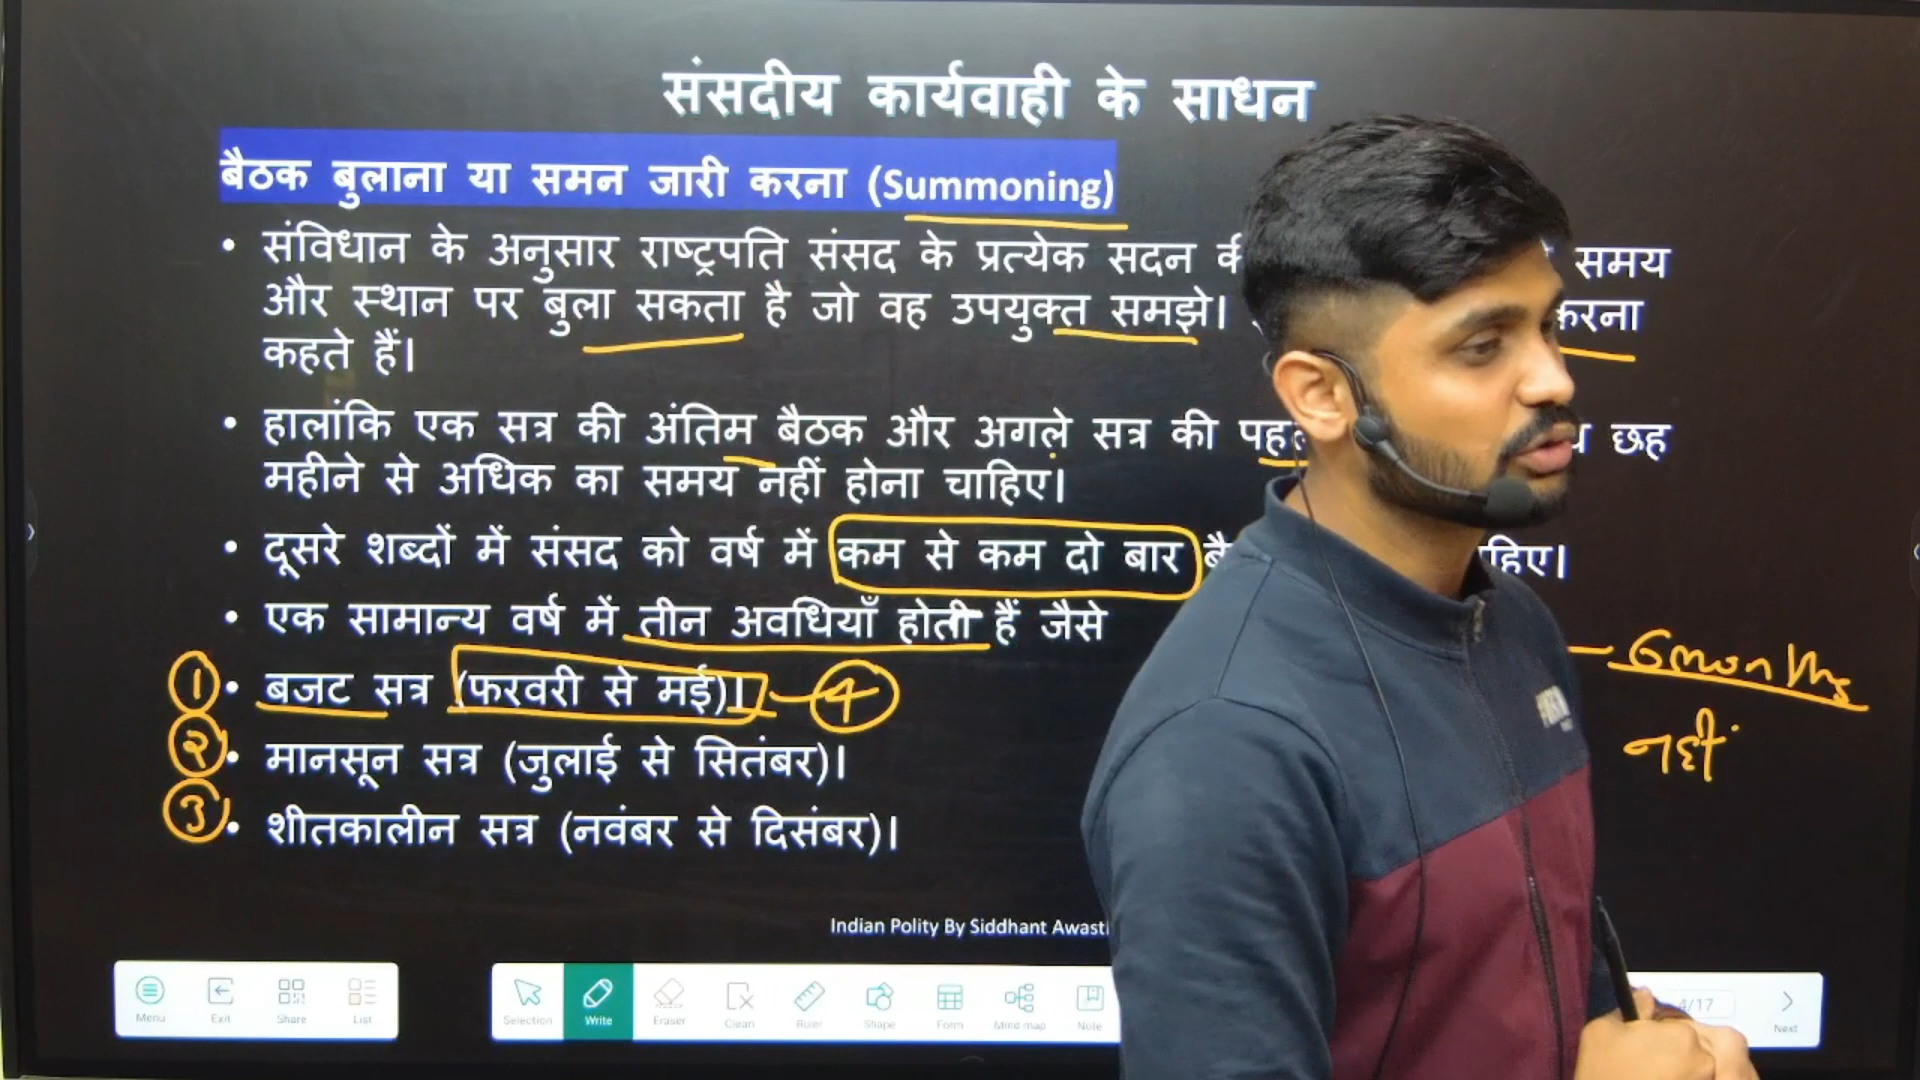 संसदीय कार्यवाही के साधन
बैठक बुलाना या समन जारी करना (Summoning)
• संविधान के अनुसार राष्ट्रपति संसद के प्रत्येक सदन समय
और स्थान पर बुला सकता है जो वह उपयुक्त समझे। करना
कहते हैं।
• हालांकि एक सत्र की अंतिम बैठक और अगले सत्र की छह
महीने से अधिक का समय नहीं होना चाहिए।
• दूसरे शब्दों में संसद को वर्ष में कम से कम दो बार
• एक सामान्य वर्ष में तीन अवधियाँ होती हैं जैसे
6 months
1 • बजट सत्र (फरवरी से मई)। 4
नहीं
2 • मानसून सत्र (जुलाई से सितंबर)।
3 • शीतकालीन सत्र (नवंबर से दिसंबर)।
Indian Polity By Siddhant
Menu Exit Share List Selection Write Eraser Clean Ruler Shape Form Mind map Note 4/17 Next